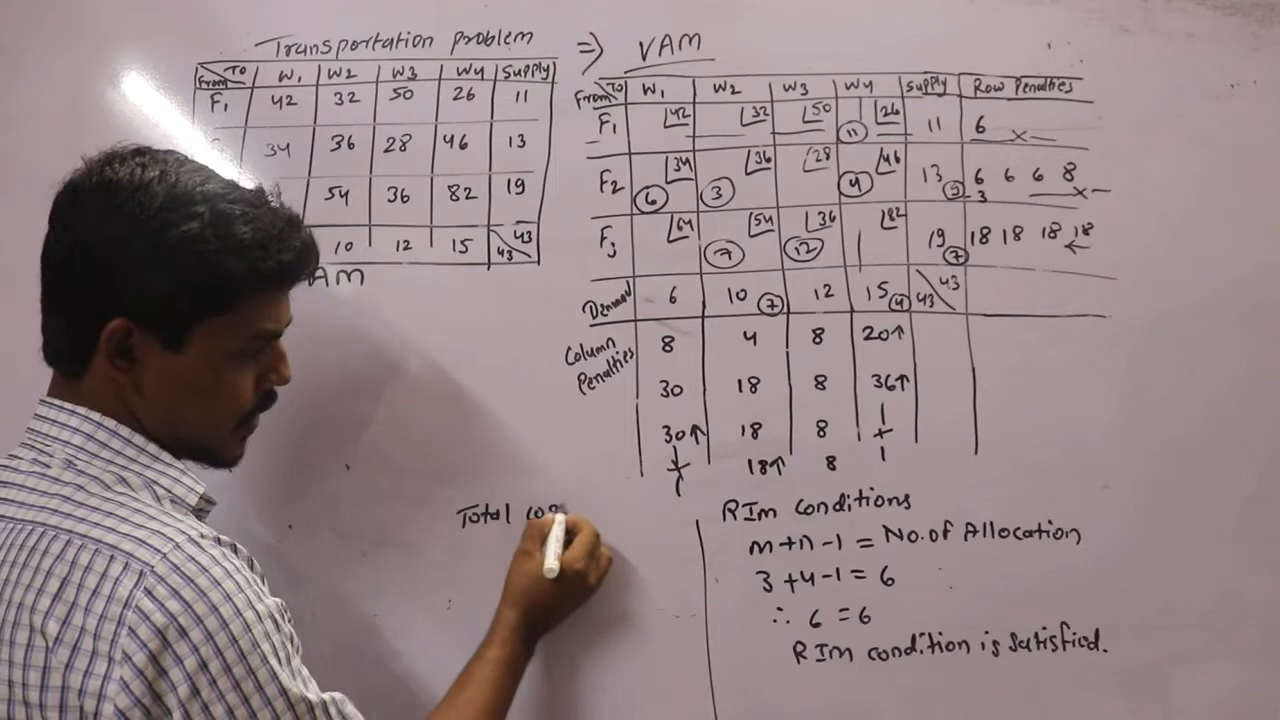 Transportation problem
From To W1 W2 W3 W4 Supply
F1 42 32 50 26 11
34 36 28 46 13
54 36 82 19
10 12 15 43 43
AM
⇒ VAM
From To W1 W2 W3 W4 Supply Row Penalties
F1 42 32 50 11 26 11 6 x
F2 6 34 3 36 28 4 46 13 9 6 6 6 8 x
3
F3 64 7 54 12 36 82 19 7 18 18 18 18 ←
Demand 6 10 7 12 15 4 43 43
Column Penalties
8 4 8 20↑
30 18 8 36↑
30↑ 18 8
18↑ 8
Total cos
RIm conditions
m+n-1 = No.of Allocation
3+4-1 = 6
∴ 6 = 6
RIm condition is satisfied.